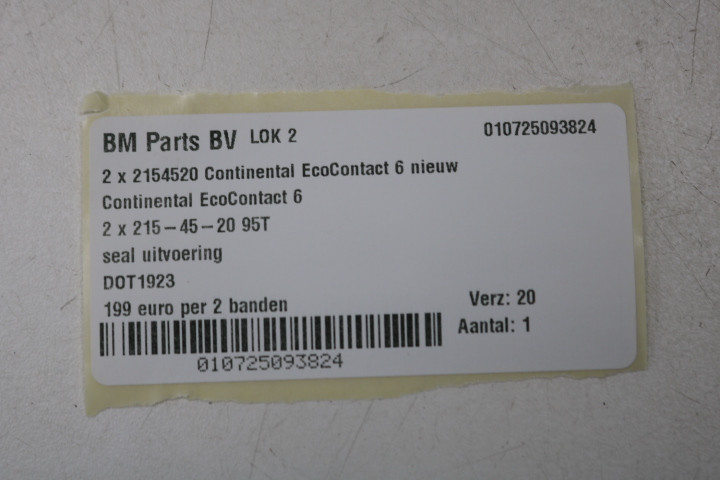 BM Parts BV LOK 2 010725093824
2 x 2154520 Continental EcoContact 6 nieuw
Continental EcoContact 6
2 x 215-45-20 95T
seal uitvoering
DOT1923
199 euro per 2 banden Verz: 20
Aantal: 1
010725093824